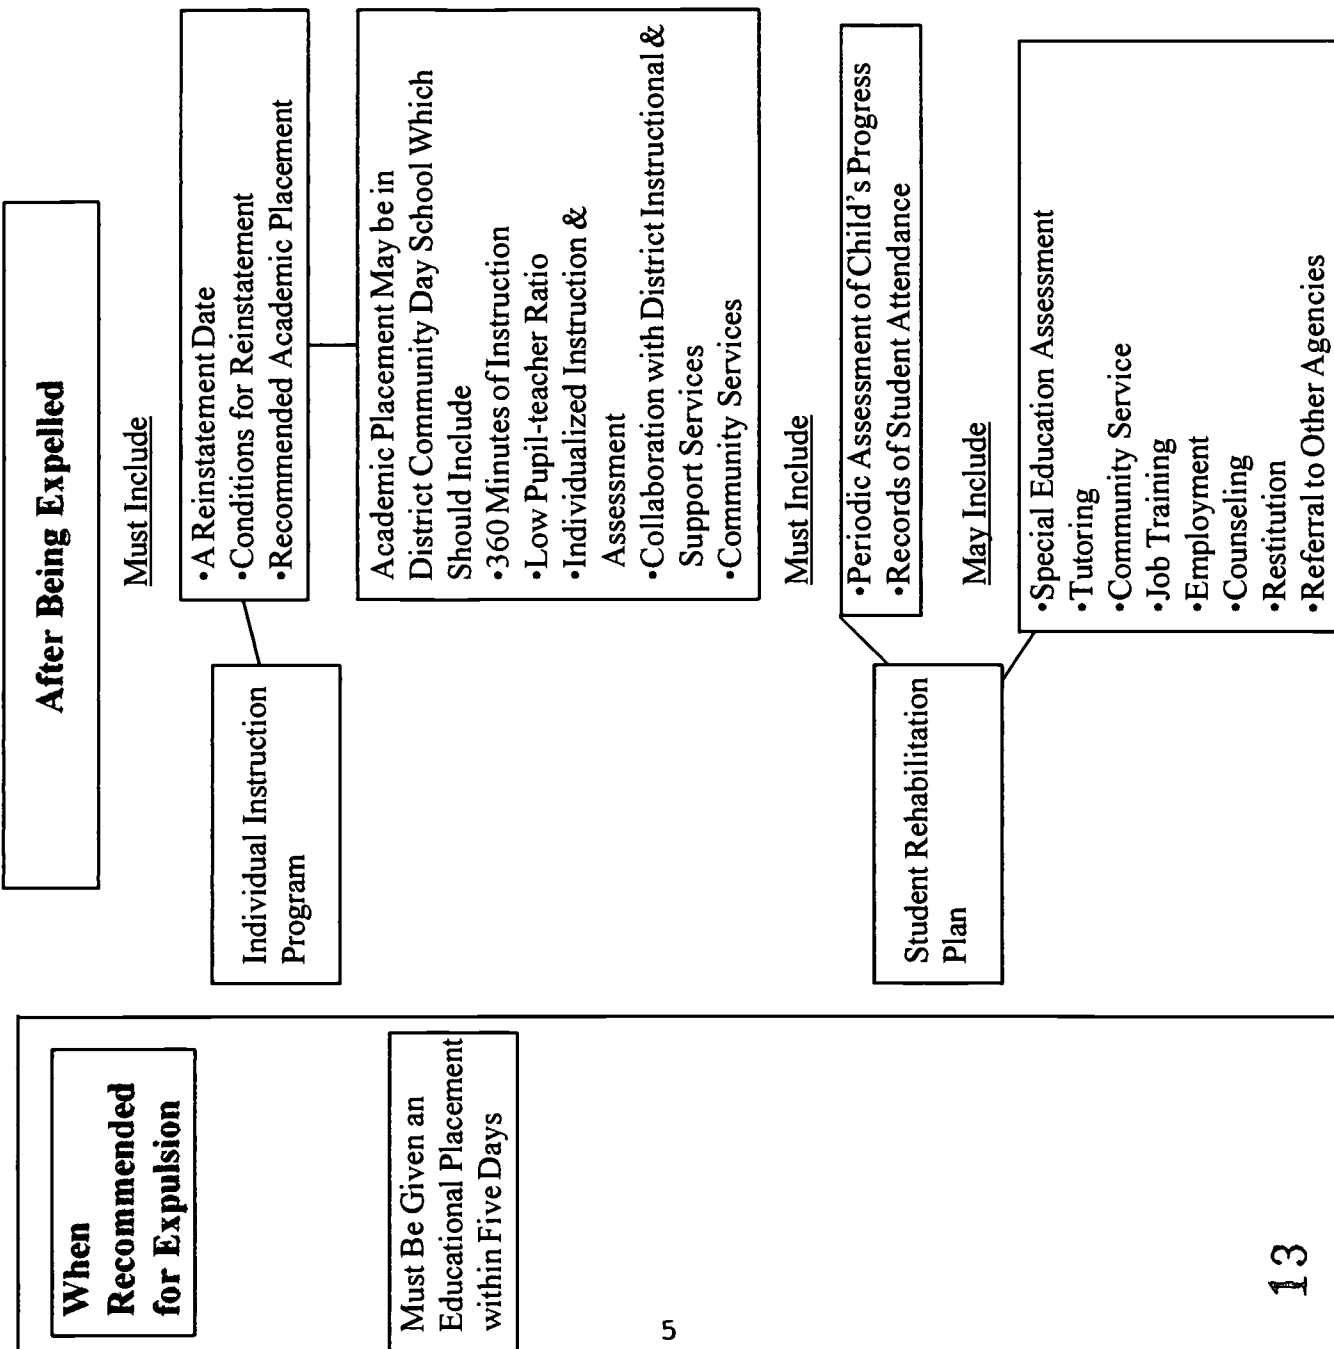 When
Recommended
for Expulsion
Must Be Given an
Educational Placement
within Five Days
After Being Expelled
Individual Instruction
Program
Must Include
•A Reinstatement Date
•Conditions for Reinstatement
•Recommended Academic Placement
Academic Placement May be in
District Community Day School Which
Should Include
•360 Minutes of Instruction
•Low Pupil-teacher Ratio
•Individualized Instruction &
Assessment
•Collaboration with District Instructional &
Support Services
•Community Services
Student Rehabilitation
Plan
Must Include
•Periodic Assessment of Child's Progress
•Records of Student Attendance
May Include
•Special Education Assessment
•Tutoring
•Community Service
•Job Training
•Employment
•Counseling
•Restitution
•Referral to Other Agencies
5
13